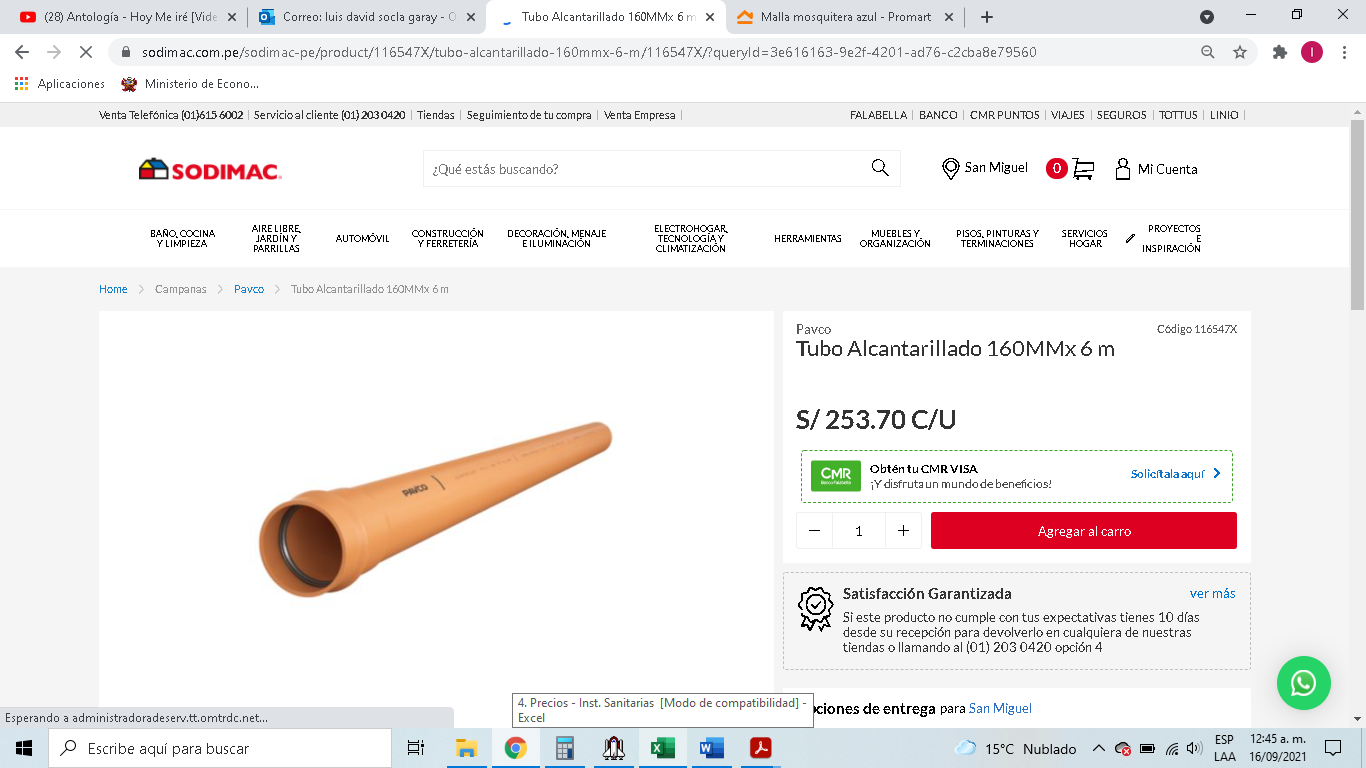 (28) Antología - Hoy Me iré [Vide
Correo: luis david socla garay - O
Tubo Alcantarillado 160MMx 6 m
Malla mosquitera azul - Promart
sodimac.com.pe/sodimac-pe/product/116547X/tubo-alcantarillado-160mmx-6-m/116547X/?queryId=3e616163-9e2f-4201-ad76-c2cba8e79560
I
Aplicaciones
Ministerio de Econo...
Venta Telefónica (01)615 6002 | Servicio al cliente (01) 203 0420 | Tiendas | Seguimiento de tu compra | Venta Empresa |
FALABELLA | BANCO | CMR PUNTOS | VIAJES | SEGUROS | TOTTUS | LINIO |
SODIMAC
¿Qué estás buscando?
San Miguel
0
Mi Cuenta
BAÑO, COCINA
Y LIMPIEZA
AIRE LIBRE,
JARDÍN Y
PARRILLAS
AUTOMÓVIL
CONSTRUCCIÓN
Y FERRETERÍA
DECORACIÓN, MENAJE
E ILUMINACIÓN
ELECTROHOGAR,
TECNOLOGÍA Y
CLIMATIZACIÓN
HERRAMIENTAS
MUEBLES Y
ORGANIZACIÓN
PISOS, PINTURAS Y
TERMINACIONES
SERVICIOS
HOGAR
PROYECTOS
E
INSPIRACIÓN
Home > Campanas > Pavco > Tubo Alcantarillado 160MMx 6 m
PAVCO
Pavco
Código 116547X
Tubo Alcantarillado 160MMx 6 m
S/ 253.70 C/U
CMR
Banco Falabella
Obtén tu CMR VISA
¡Y disfruta un mundo de beneficios!
Solicítala aquí
− 1 +
Agregar al carro
Satisfacción Garantizada
ver más
Si este producto no cumple con tus expectativas tienes 10 días
desde su recepción para devolverlo en cualquiera de nuestras
tiendas o llamando al (01) 203 0420 opción 4
ciones de entrega para San Miguel
Esperando a administradoradeserv.tt.omtrdc.net...
4. Precios - Inst. Sanitarias [Modo de compatibilidad] -
Excel
Escribe aquí para buscar
15°C Nublado
ESP
LAA
12:45 a. m.
16/09/2021